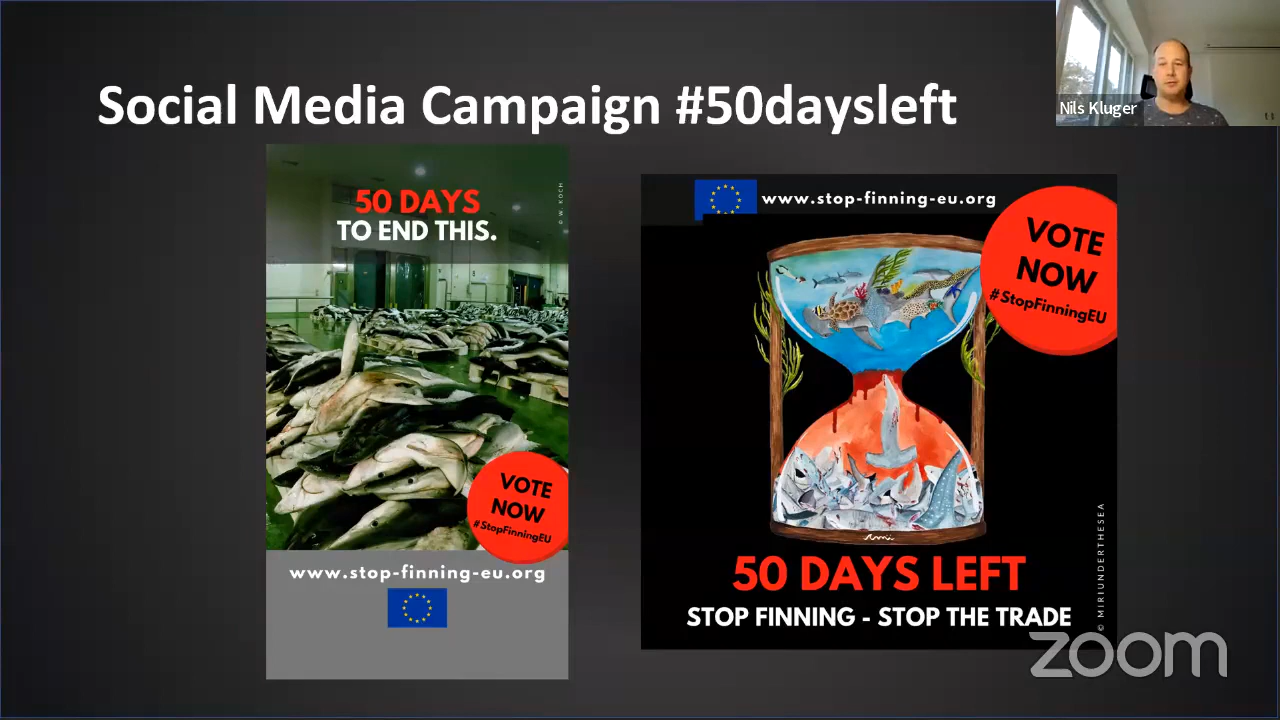 Social Media Campaign #50daysleft
Nils Kluger
50 DAYS
TO END THIS.
© W. KOCH
VOTE
NOW
#StopFinningEU
www.stop-finning-eu.org
www.stop-finning-eu.org
VOTE
NOW
#StopFinningEU
50 DAYS LEFT
STOP FINNING - STOP THE TRADE
© MIRIUNDERTHESEA
zoom